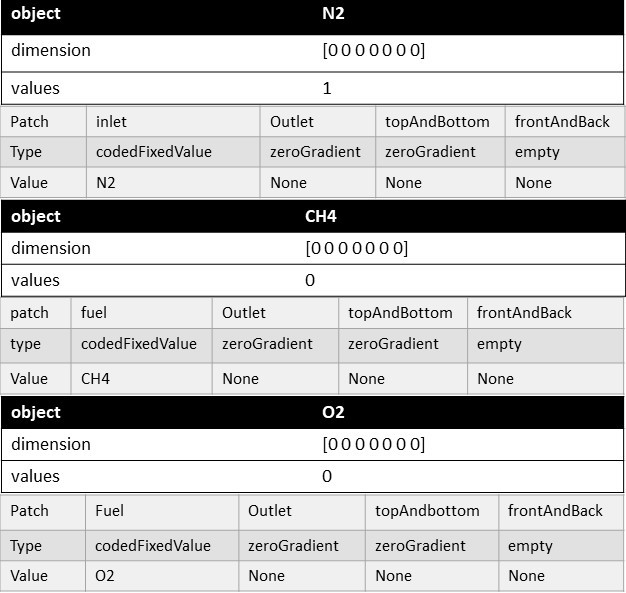 object N2
dimension [0 0 0 0 0 0 0]
values 1
Patch inlet Outlet topAndBottom frontAndBack
Type codedFixedValue zeroGradient zeroGradient empty
Value N2 None None None
object CH4
dimension [0 0 0 0 0 0 0]
values 0
patch fuel Outlet topAndBottom frontAndBack
type codedFixedValue zeroGradient zeroGradient empty
Value CH4 None None None
object O2
dimension [0 0 0 0 0 0 0]
values 0
Patch Fuel Outlet topAndbottom frontAndBack
Type codedFixedValue zeroGradient zeroGradient empty
Value O2 None None None